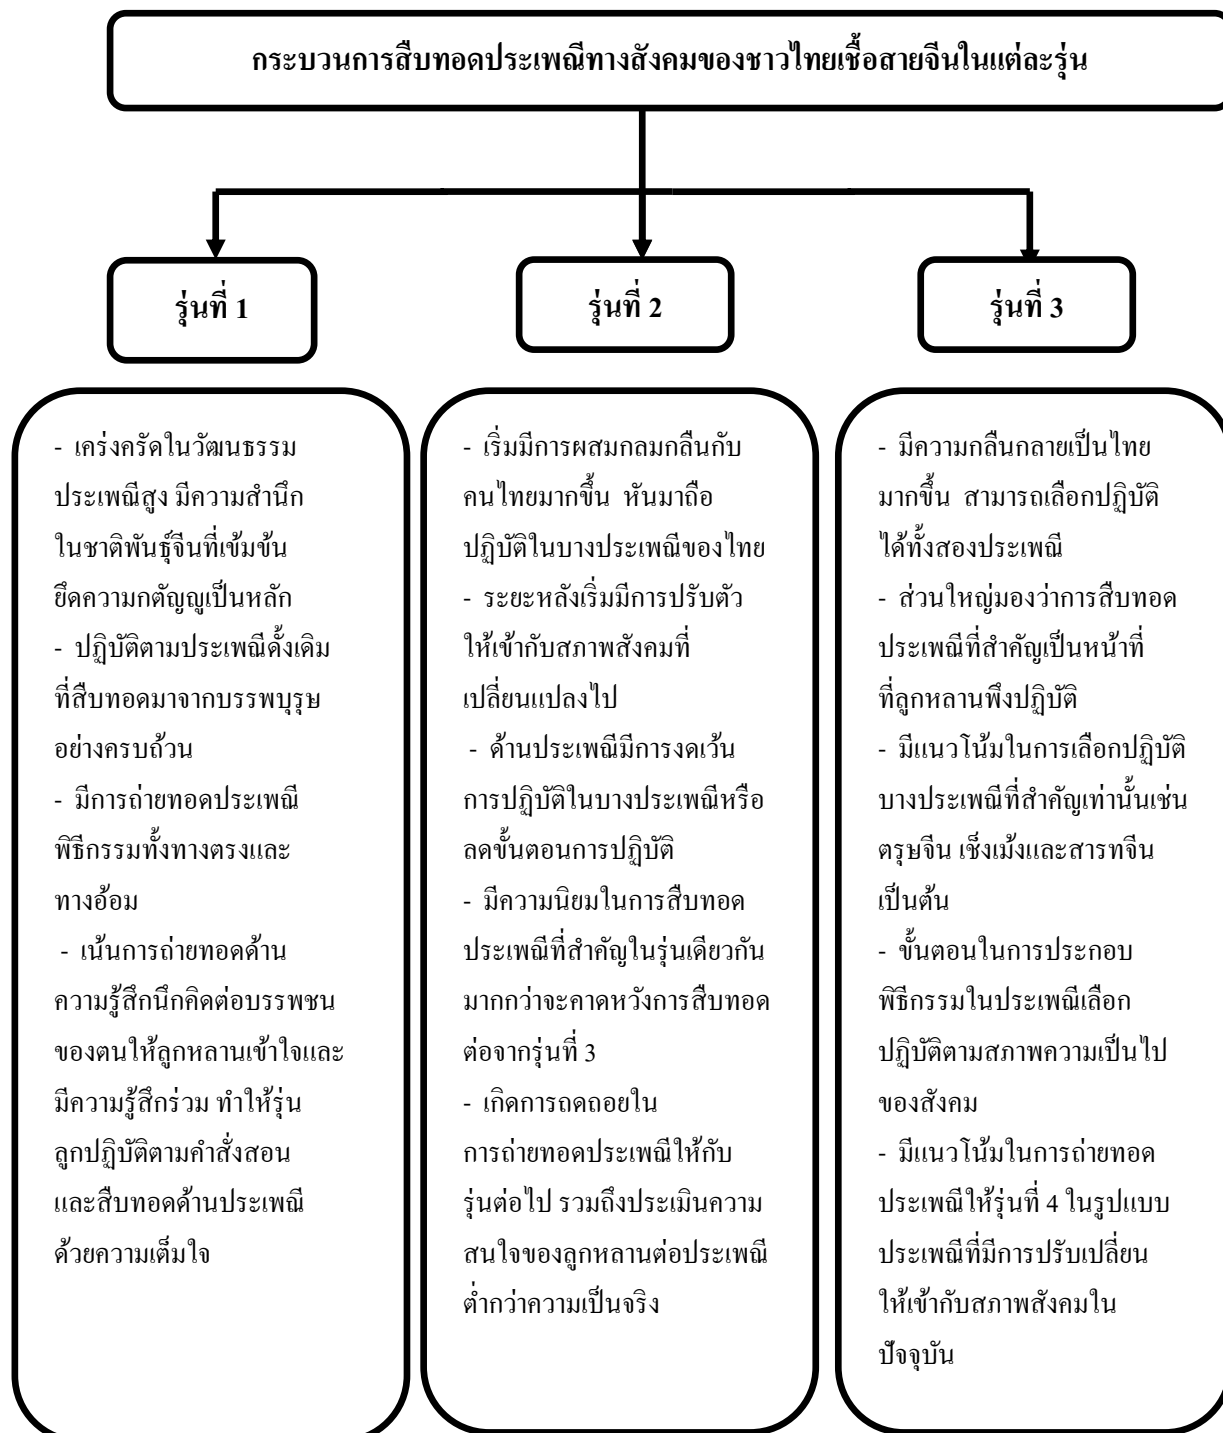 กระบวนการสืบทอดประเพณีทางสังคมของชาวไทยเชื้อสายจีนในแต่ละรุ่น
รุ่นที่ 1
รุ่นที่ 2
รุ่นที่ 3
- เคร่งครัดในวัฒนธรรม
ประเพณีสูง มีความสำนึก
ในชาติพันธุ์จีนที่เข้มข้น
ยึดความกตัญญูเป็นหลัก
- ปฏิบัติตามประเพณีดั้งเดิม
ที่สืบทอดมาจากบรรพบุรุษ
อย่างครบถ้วน
- มีการถ่ายทอดประเพณี
พิธีกรรมทั้งทางตรงและ
ทางอ้อม
- เน้นการถ่ายทอดด้าน
ความรู้สึกนึกคิดต่อบรรพชน
ของตนให้ลูกหลานเข้าใจและ
มีความรู้สึกร่วม ทำให้รุ่น
ลูกปฏิบัติตามคำสั่งสอน
และสืบทอดด้านประเพณี
ด้วยความเต็มใจ
- เริ่มมีการผสมกลมกลืนกับ
คนไทยมากขึ้น หันมาถือ
ปฏิบัติในบางประเพณีของไทย
- ระยะหลังเริ่มมีการปรับตัว
ให้เข้ากับสภาพสังคมที่
เปลี่ยนแปลงไป
- ด้านประเพณีมีการงดเว้น
การปฏิบัติในบางประเพณีหรือ
ลดขั้นตอนการปฏิบัติ
- มีความนิยมในการสืบทอด
ประเพณีที่สำคัญในรุ่นเดียวกัน
มากกว่าจะคาดหวังการสืบทอด
ต่อจากรุ่นที่ 3
- เกิดการถดถอยใน
การถ่ายทอดประเพณีให้กับ
รุ่นต่อไป รวมถึงประเมินความ
สนใจของลูกหลานต่อประเพณี
ต่ำกว่าความเป็นจริง
- มีความกลืนกลายเป็นไทย
มากขึ้น สามารถเลือกปฏิบัติ
ได้ทั้งสองประเพณี
- ส่วนใหญ่มองว่าการสืบทอด
ประเพณีที่สำคัญเป็นหน้าที่
ที่ลูกหลานพึงปฏิบัติ
- มีแนวโน้มในการเลือกปฏิบัติ
บางประเพณีที่สำคัญเท่านั้นเช่น
ตรุษจีน เช็งเม้งและสารทจีน
เป็นต้น
- ขั้นตอนในการประกอบ
พิธีกรรมในประเพณีเลือก
ปฏิบัติตามสภาพความเป็นไป
ของสังคม
- มีแนวโน้มในการถ่ายทอด
ประเพณีให้รุ่นที่ 4 ในรูปแบบ
ประเพณีที่มีการปรับเปลี่ยน
ให้เข้ากับสภาพสังคมใน
ปัจจุบัน